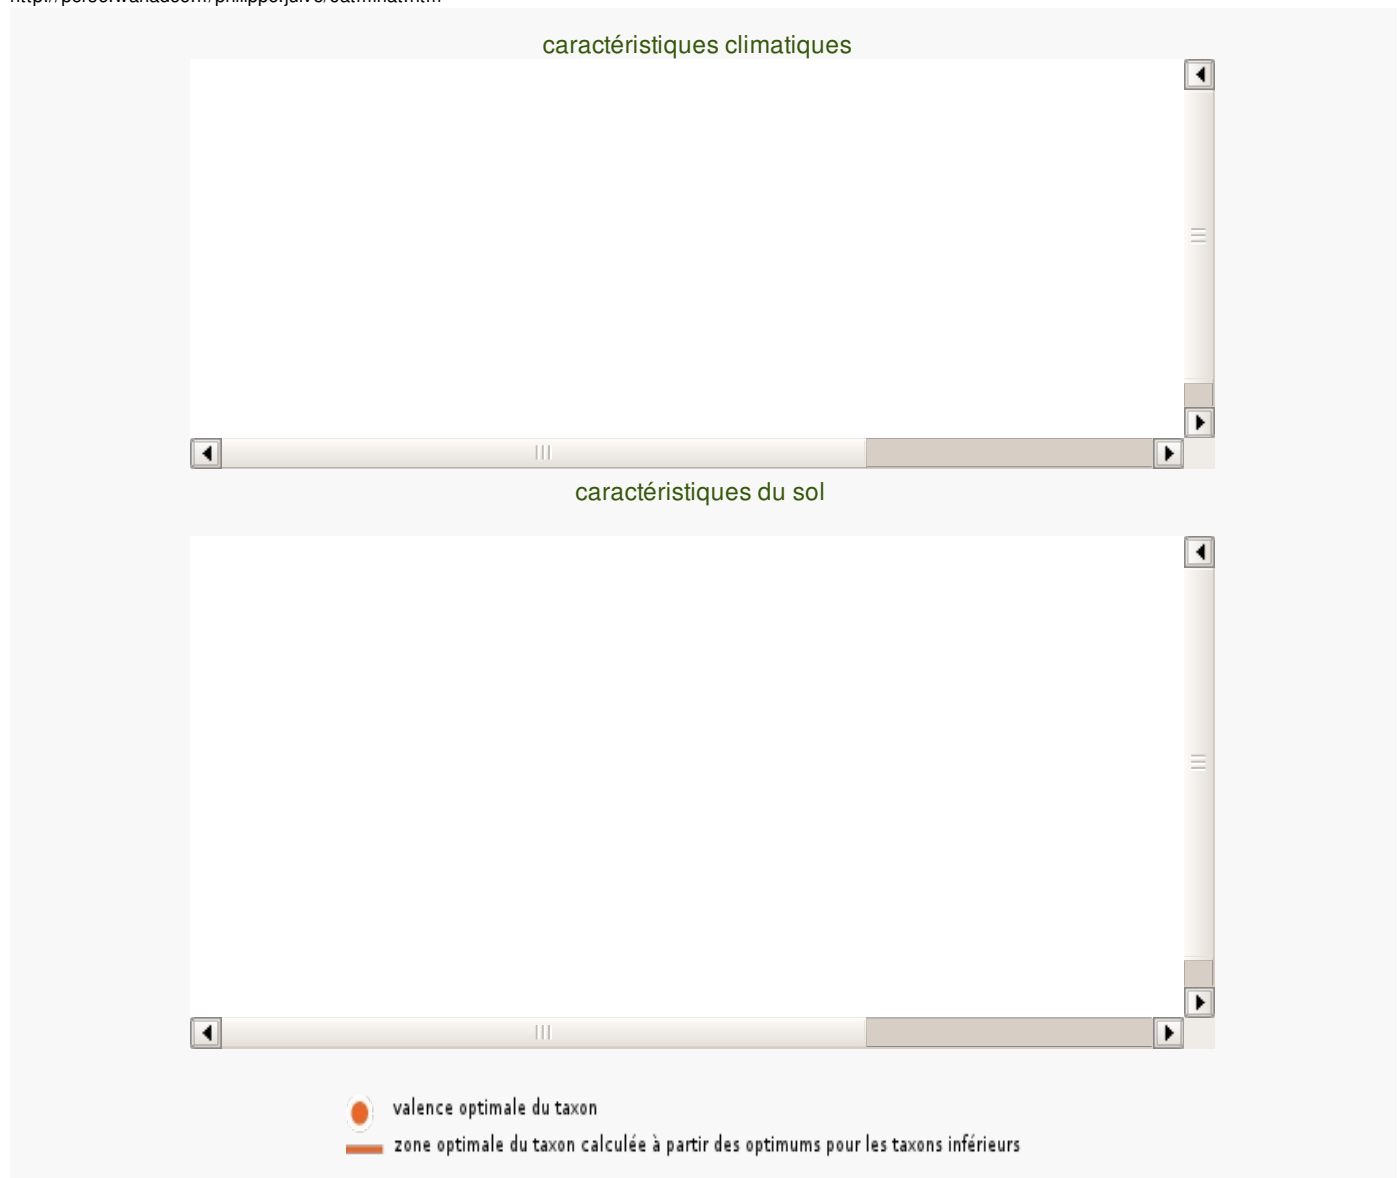 caractéristiques climatiques
caractéristiques du sol
valence optimale du taxon
zone optimale du taxon calculée à partir des optimums pour les taxons inférieurs